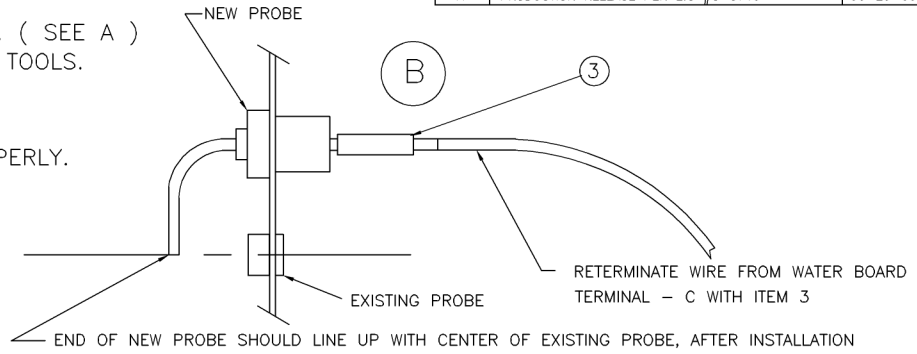 NEW PROBE
( SEE A )
TOOLS.
B
3
PERLY.
RETERMINATE WIRE FROM WATER BOARD
TERMINAL – C WITH ITEM 3
EXISTING PROBE
END OF NEW PROBE SHOULD LINE UP WITH CENTER OF EXISTING PROBE, AFTER INSTALLATION